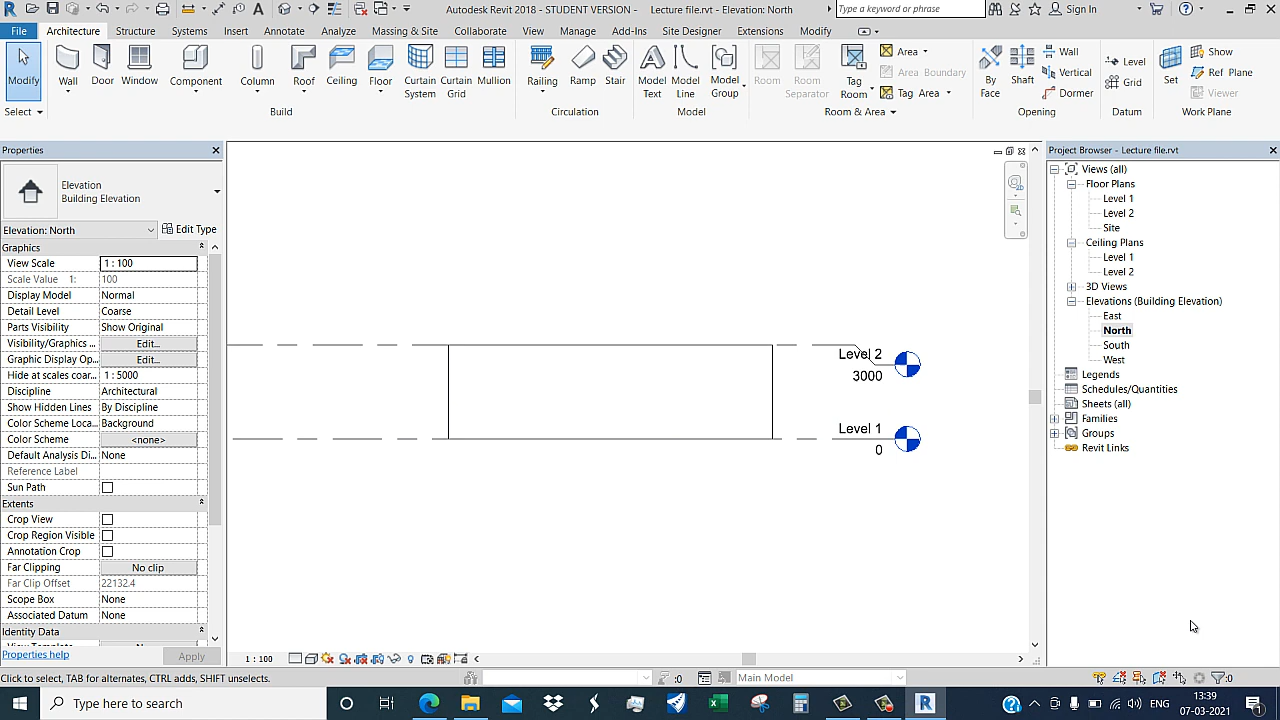 Autodesk Revit 2018 - STUDENT VERSION - Lecture file.rvt - Elevation: North
Type a keyword or phrase
Sign In
File Architecture Structure Systems Insert Annotate Analyze Massing & Site Collaborate View Manage Add-Ins Site Designer Extensions Modify
Modify Wall Door Window Component Column Roof Ceiling Floor Curtain System Curtain Grid Mullion Railing Ramp Stair Model Text Model Line Model Group Room Room Separator Tag Room
Area
Area Boundary
Tag Area
By Face Shaft
Wall
Vertical
Dormer
Level
Grid
Set
Show
Ref Plane
Viewer
Select Build Circulation Model Room & Area Opening Datum Work Plane
Properties
Elevation
Building Elevation
Elevation: North Edit Type
Graphics
View Scale 1 : 100
Scale Value 1: 100
Display Model Normal
Detail Level Coarse
Parts Visibility Show Original
Visibility/Graphics ... Edit...
Graphic Display Op... Edit...
Hide at scales coar... 1 : 5000
Discipline Architectural
Show Hidden Lines By Discipline
Color Scheme Loca... Background
Color Scheme <none>
Default Analysis Di... None
Reference Label
Sun Path
Extents
Crop View
Crop Region Visible
Annotation Crop
Far Clipping No clip
Far Clip Offset 22132.4
Scope Box None
Associated Datum None
Identity Data
Properties help Apply
Level 2
3000
Level 1
0
1 : 100
Project Browser - Lecture file.rvt
Views (all)
Floor Plans
Level 1
Level 2
Site
Ceiling Plans
Level 1
Level 2
3D Views
Elevations (Building Elevation)
East
North
South
West
Legends
Schedules/Quantities
Sheets (all)
Families
Groups
Revit Links
Click to select, TAB for alternates, CTRL adds, SHIFT unselects.
:0
Main Model
:0
Type here to search
ENG
13:39
07-03-2021